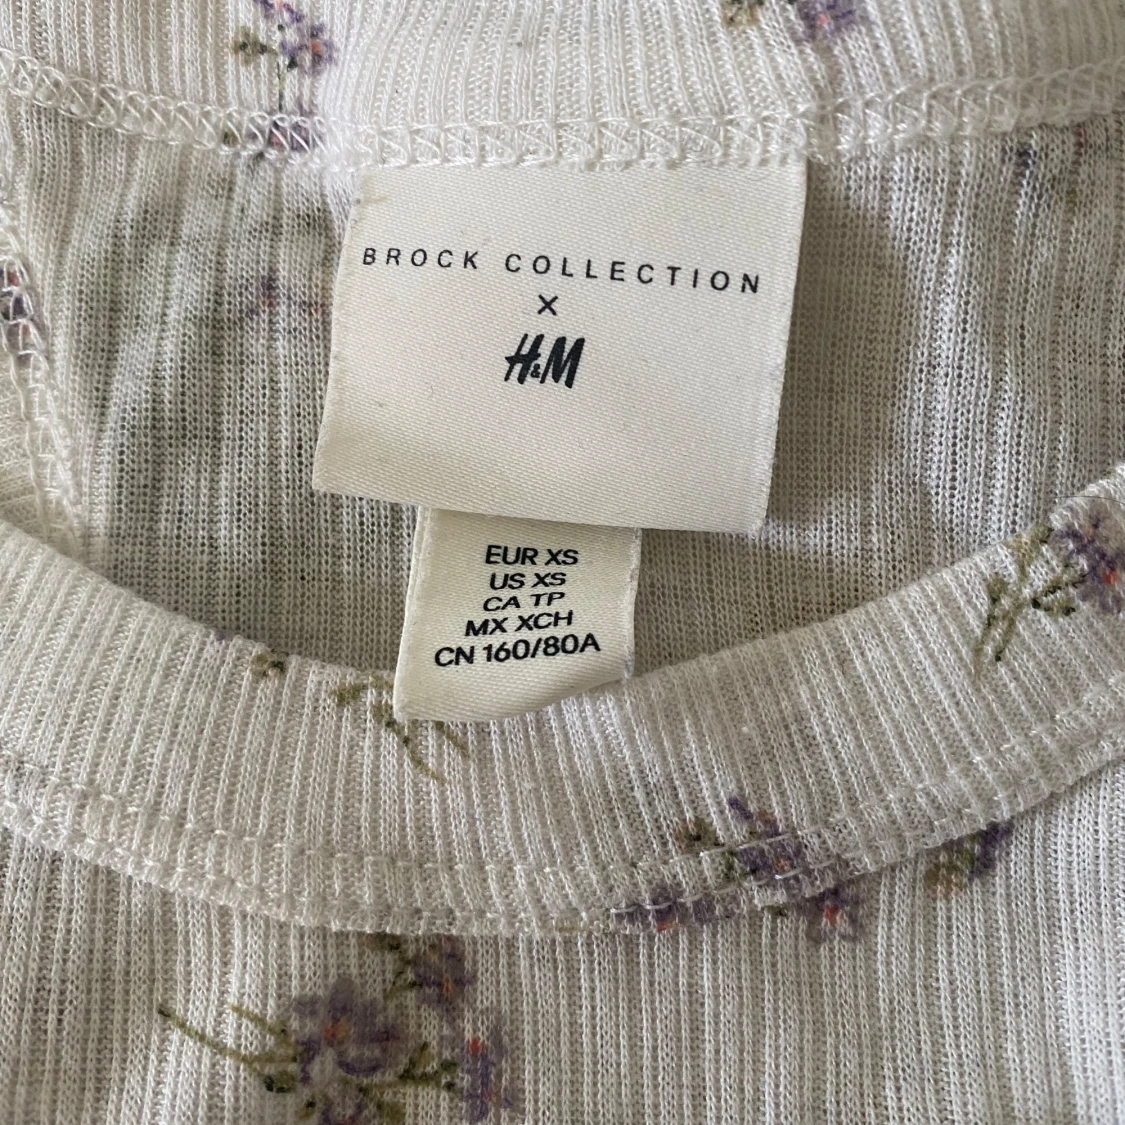 BROCK COLLECTION
X
H&M
EUR XS
US XS
CA TP
MX XCH
CN 160/80A